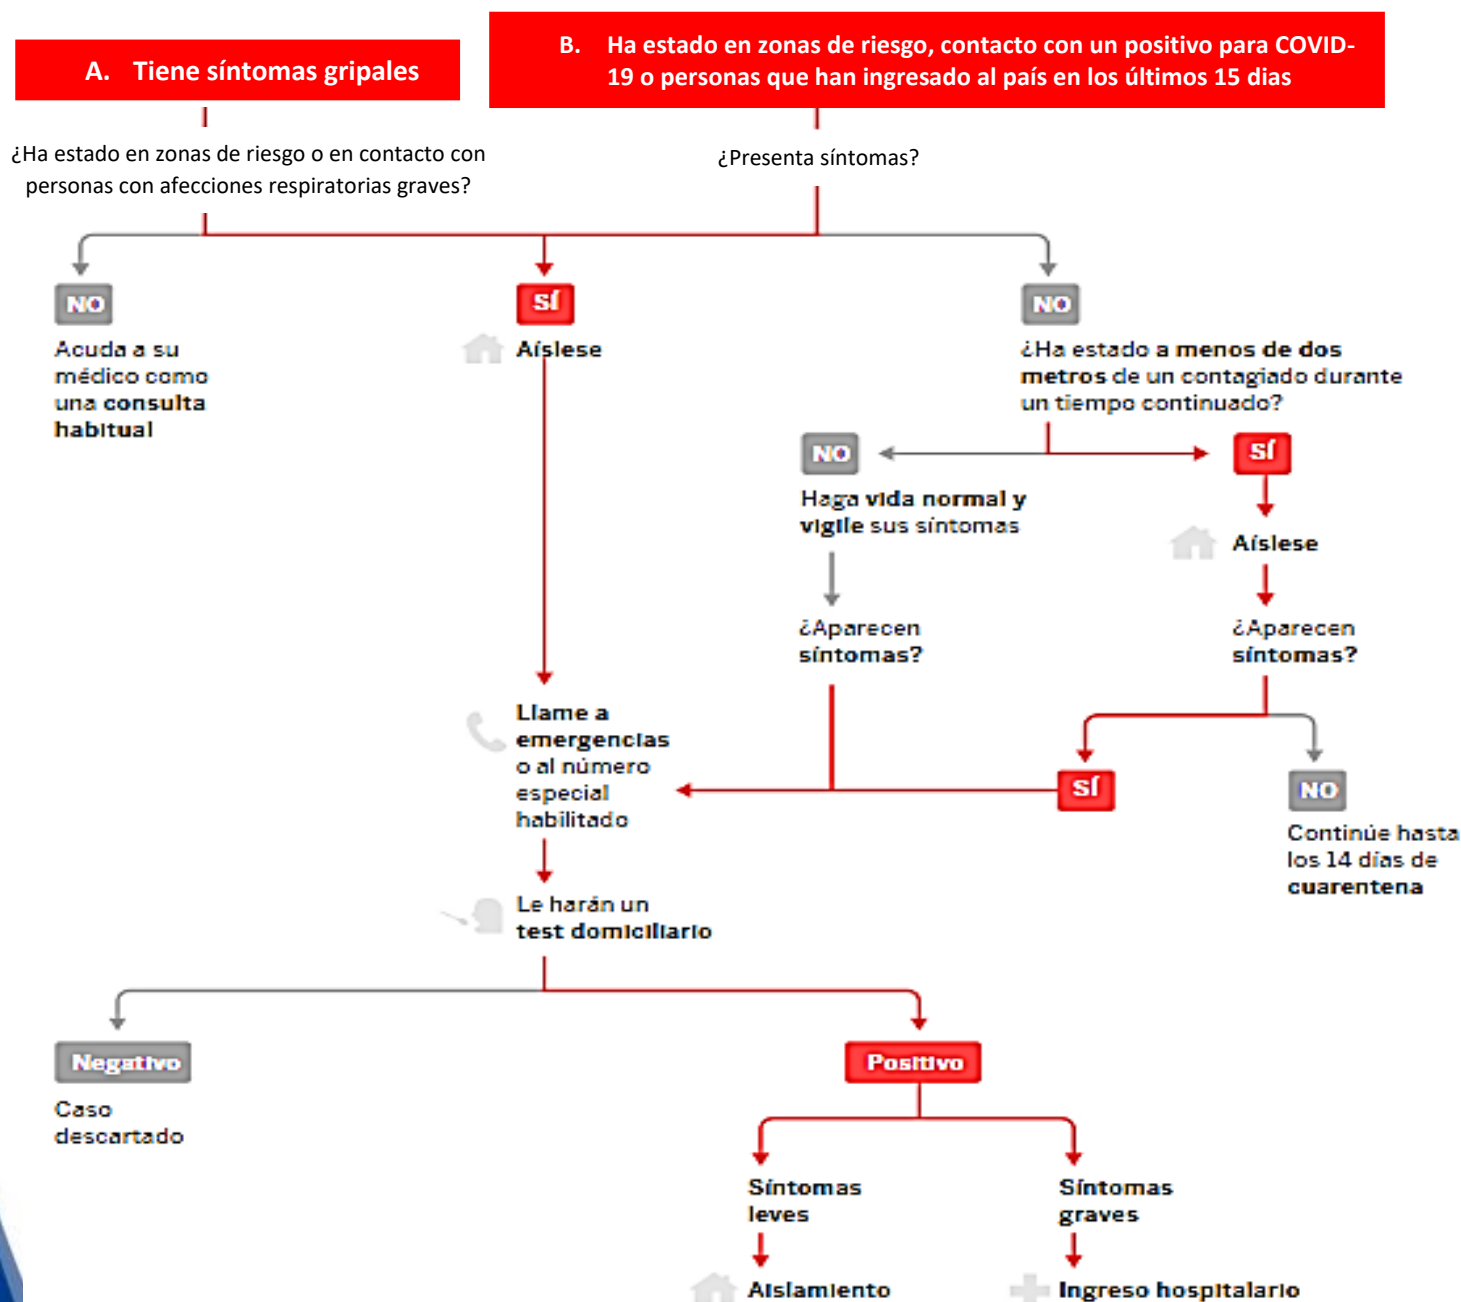 A. Tiene síntomas gripales
B. Ha estado en zonas de riesgo, contacto con un positivo para COVID-
19 o personas que han ingresado al país en los últimos 15 dias
¿Ha estado en zonas de riesgo o en contacto con
personas con afecciones respiratorias graves?
¿Presenta síntomas?
NO
Acuda a su
médico como
una consulta
habitual
SÍ
Aíslese
NO
¿Ha estado a menos de dos
metros de un contagiado durante
un tiempo continuado?
NO
Haga vida normal y
vigile sus síntomas
¿Aparecen
síntomas?
SÍ
Aíslese
¿Aparecen
síntomas?
SÍ
NO
Continúe hasta
los 14 días de
cuarentena
Llame a
emergencias
o al número
especial
habilitado
Le harán un
test domiciliario
Negativo
Caso
descartado
Positivo
Síntomas
leves
Aislamiento
Síntomas
graves
Ingreso hospitalario